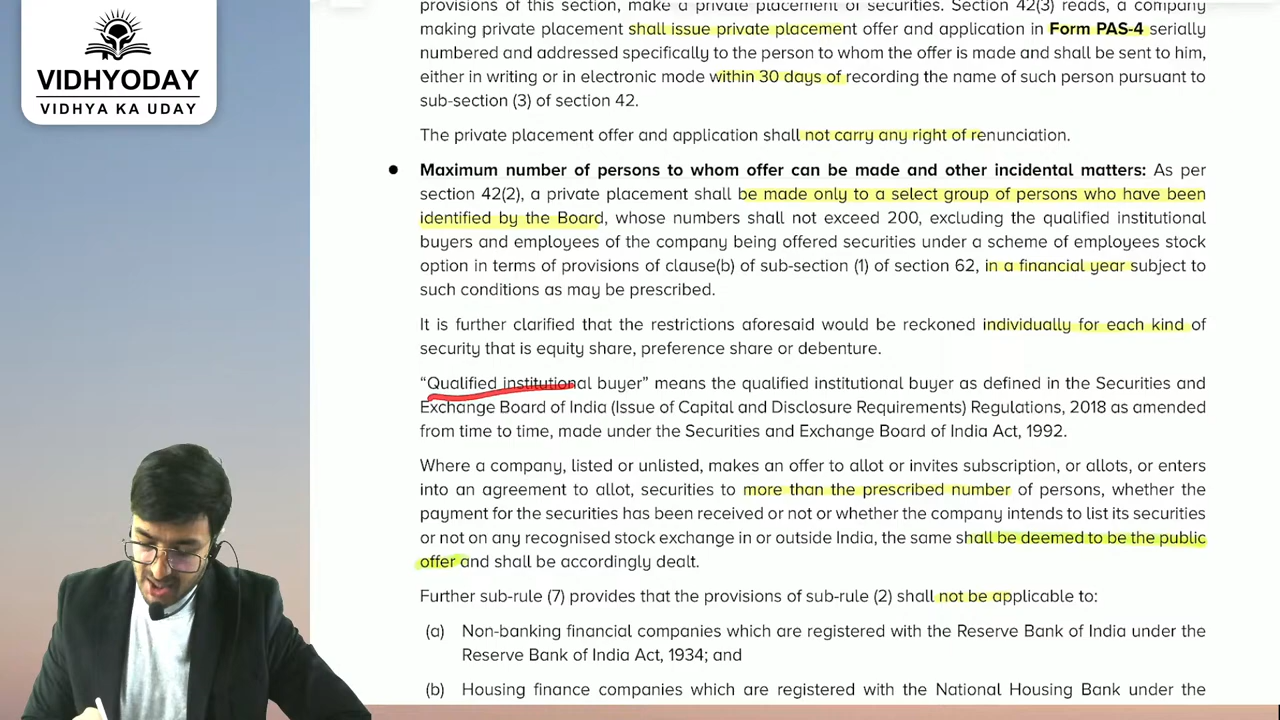 VIDHYODAY
VIDHYA KA UDAY
provisions of this section, make a private placement of securities. Section 42(3) reads, a company
making private placement shall issue private placement offer and application in Form PAS-4 serially
numbered and addressed specifically to the person to whom the offer is made and shall be sent to him,
either in writing or in electronic mode within 30 days of recording the name of such person pursuant to
sub-section (3) of section 42.
The private placement offer and application shall not carry any right of renunciation.
● Maximum number of persons to whom offer can be made and other incidental matters: As per
section 42(2), a private placement shall be made only to a select group of persons who have been
identified by the Board, whose numbers shall not exceed 200, excluding the qualified institutional
buyers and employees of the company being offered securities under a scheme of employees stock
option in terms of provisions of clause(b) of sub-section (1) of section 62, in a financial year subject to
such conditions as may be prescribed.
It is further clarified that the restrictions aforesaid would be reckoned individually for each kind of
security that is equity share, preference share or debenture.
“Qualified institutional buyer” means the qualified institutional buyer as defined in the Securities and
Exchange Board of India (Issue of Capital and Disclosure Requirements) Regulations, 2018 as amended
from time to time, made under the Securities and Exchange Board of India Act, 1992.
Where a company, listed or unlisted, makes an offer to allot or invites subscription, or allots, or enters
into an agreement to allot, securities to more than the prescribed number of persons, whether the
payment for the securities has been received or not or whether the company intends to list its securities
or not on any recognised stock exchange in or outside India, the same shall be deemed to be the public
offer and shall be accordingly dealt.
Further sub-rule (7) provides that the provisions of sub-rule (2) shall not be applicable to:
(a) Non-banking financial companies which are registered with the Reserve Bank of India under the
Reserve Bank of India Act, 1934; and
(b) Housing finance companies which are registered with the National Housing Bank under the